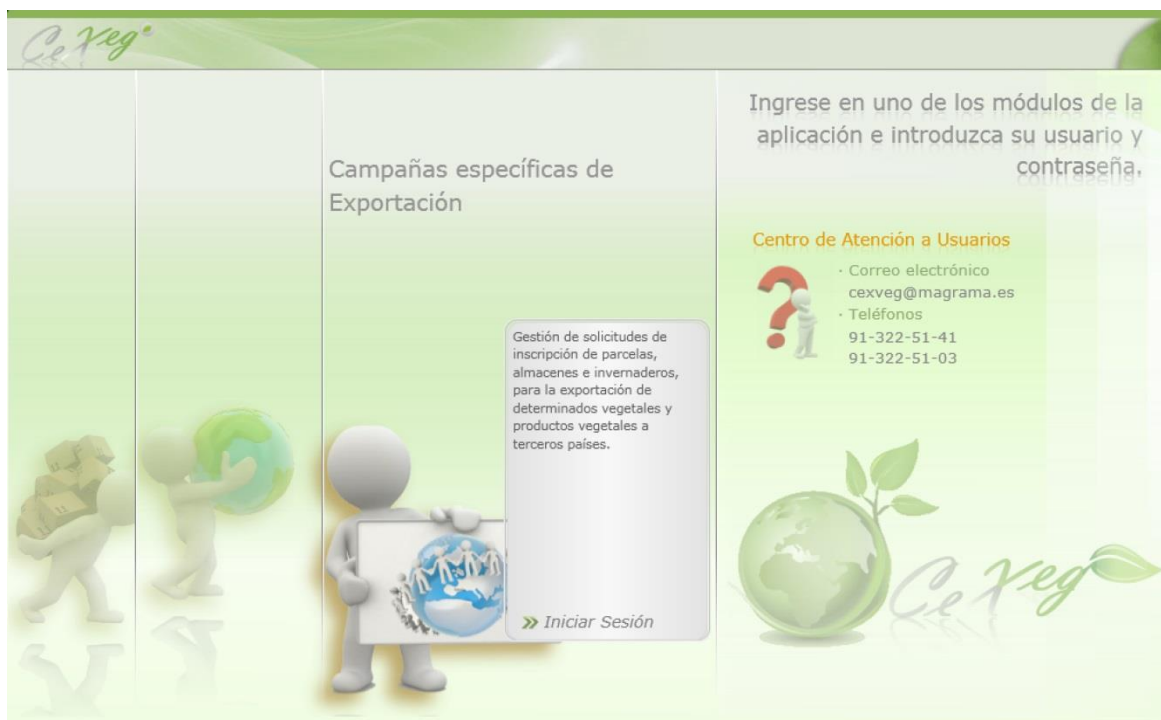 CeXveg
Campañas específicas de
Exportación
Gestión de solicitudes de
inscripción de parcelas,
almacenes e invernaderos,
para la exportación de
determinados vegetales y
productos vegetales a
terceros países.
» Iniciar Sesión
Ingrese en uno de los módulos de la
aplicación e introduzca su usuario y
contraseña.
Centro de Atención a Usuarios
· Correo electrónico
cexveg@magrama.es
· Teléfonos
91-322-51-41
91-322-51-03
CeXveg